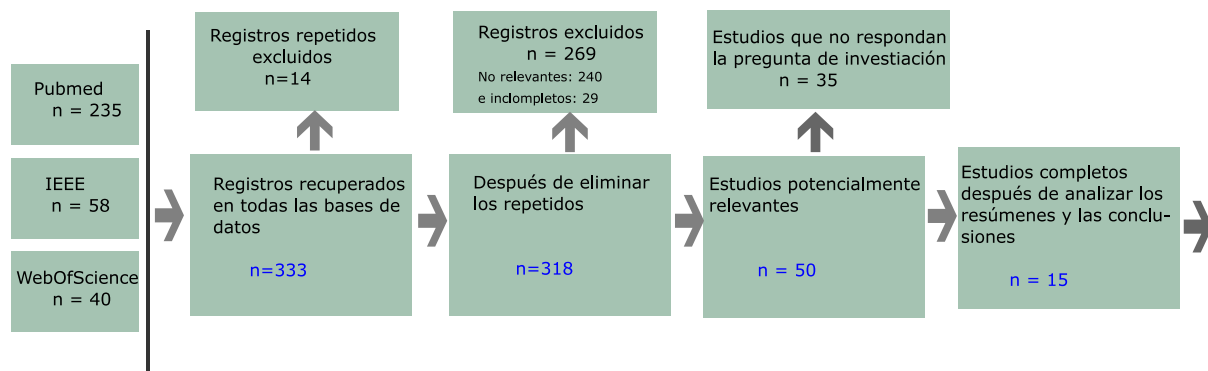 Pubmed
n = 235
IEEE
n = 58
WebOfScience
n = 40
Registros repetidos
excluidos
n=14
Registros recuperados
en todas las bases de
datos
n=333
Registros excluidos
n = 269
No relevantes: 240
e inclompetos: 29
Después de eliminar
los repetidos
n=318
Estudios que no respondan
la pregunta de investiación
n = 35
Estudios potencialmente
relevantes
n = 50
Estudios completos
después de analizar los
resúmenes y las conclu-
siones
n = 15